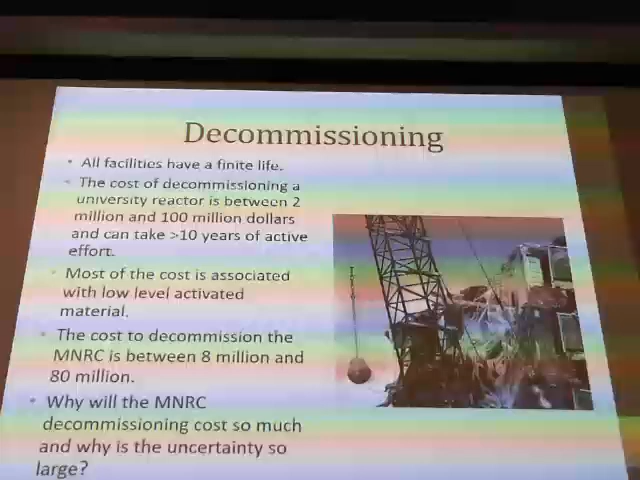 Decommissioning
• All facilities have a finite life.
• The cost of decommissioning a
university reactor is between 2
million and 100 million dollars
and can take >10 years of active
effort.
• Most of the cost is associated
with low level activated
material.
• The cost to decommission the
MNRC is between 8 million and
80 million.
• Why will the MNRC
decommissioning cost so much
and why is the uncertainty so
large?